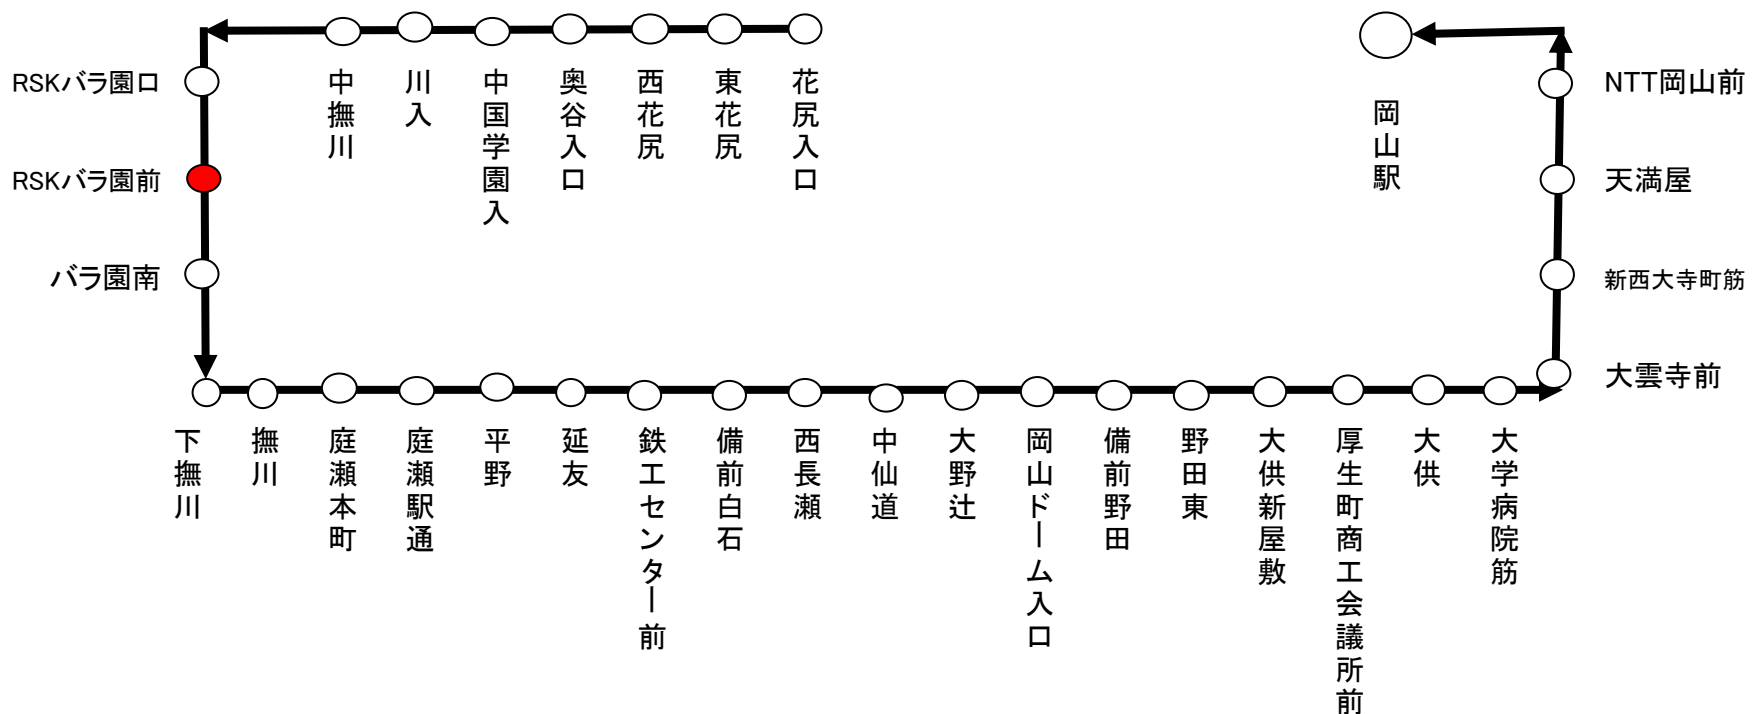 花尻入口
東花尻
西花尻
奥谷入口
中国学園入
川入
中撫川
RSKバラ園口
RSKバラ園前
バラ園南
下撫川
撫川
庭瀬本町
庭瀬駅通
平野
延友
鉄工センター前
備前白石
西長瀬
中仙道
大野辻
岡山ドーム入口
備前野田
野田東
大供新屋敷
厚生町商工会議所前
大供
大学病院筋
大雲寺前
新西大寺町筋
天満屋
NTT岡山前
岡山駅